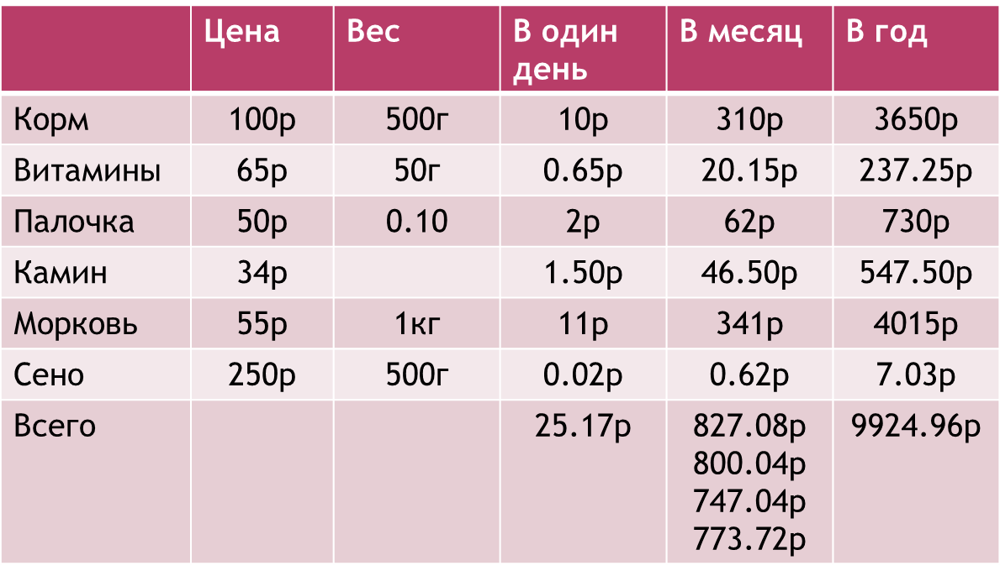 Цена Вес В один день В месяц В год
Корм 100р 500г 10р 310р 3650р
Витамины 65р 50г 0.65р 20.15р 237.25р
Палочка 50р 0.10 2р 62р 730р
Камин 34р 1.50р 46.50р 547.50р
Морковь 55р 1кг 11р 341р 4015р
Сено 250р 500г 0.02р 0.62р 7.03р
Всего 25.17р 827.08р 9924.96р
800.04р
747.04р
773.72р